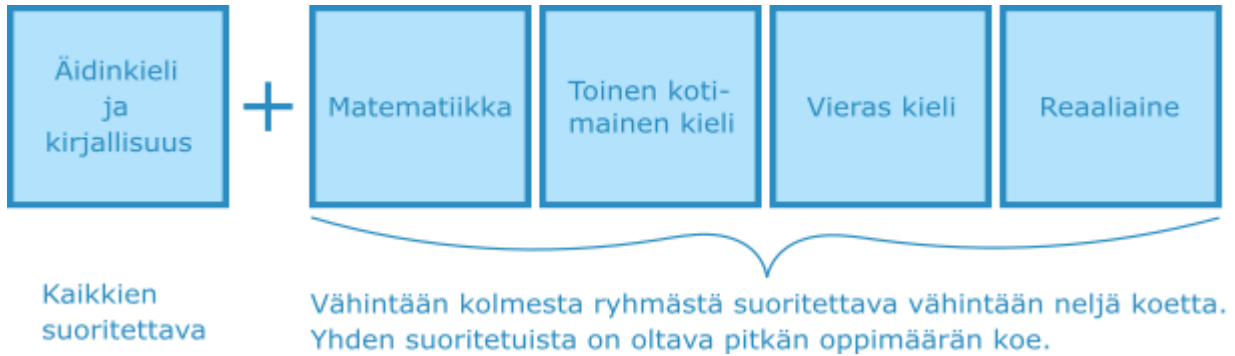 Äidinkieli
ja
kirjallisuus
+
Matematiikka
Toinen koti-
mainen kieli
Vieras kieli
Reaaliaine
Kaikkien
suoritettava
Vähintään kolmesta ryhmästä suoritettava vähintään neljä koetta.
Yhden suoritetuista on oltava pitkän oppimäärän koe.